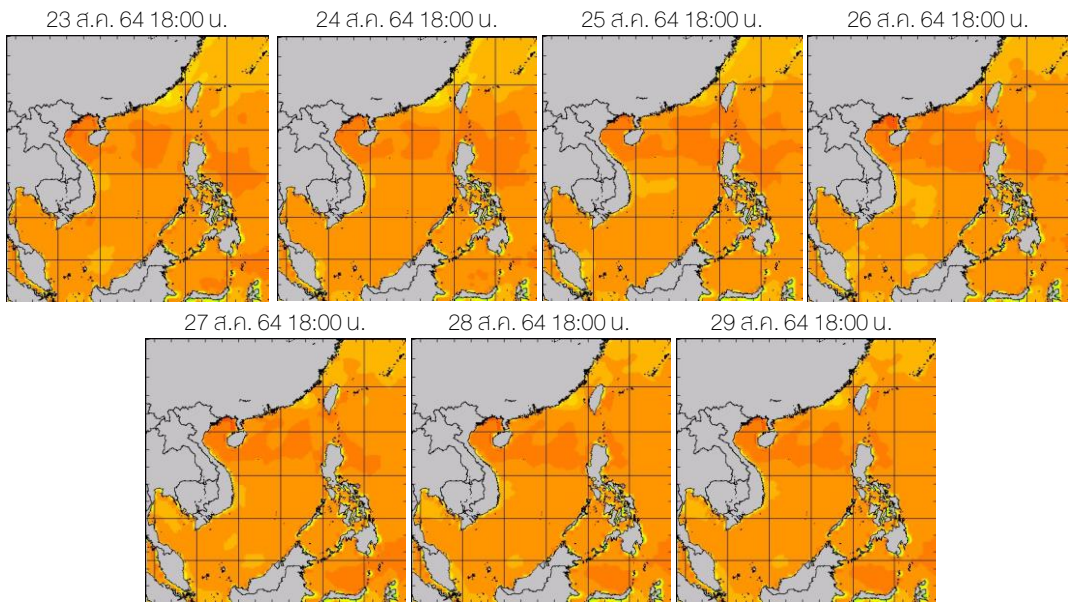 23 ส.ค. 64 18:00 น.
24 ส.ค. 64 18:00 น.
25 ส.ค. 64 18:00 น.
26 ส.ค. 64 18:00 น.
27 ส.ค. 64 18:00 น.
28 ส.ค. 64 18:00 น.
29 ส.ค. 64 18:00 น.